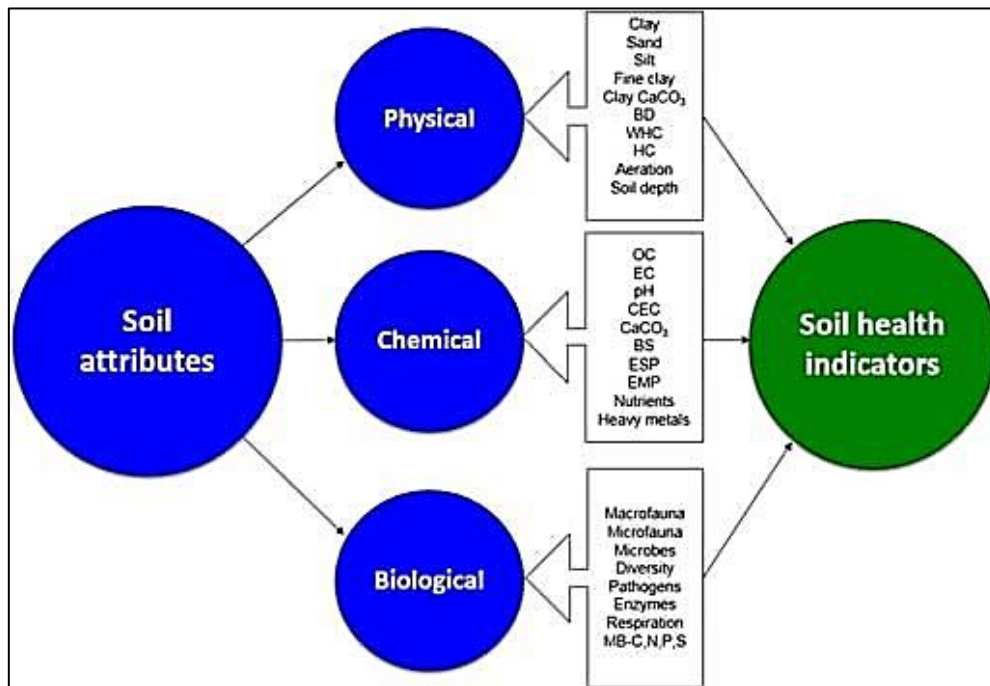 Soil
attributes
Physical
Clay
Sand
Silt
Fine clay
Clay CaCO₃
BD
WHC
HC
Aeration
Soil depth
Chemical
OC
EC
pH
CEC
CaCO₃
BS
ESP
EMP
Nutrients
Heavy metals
Biological
Macrofauna
Microfauna
Microbes
Diversity
Pathogens
Enzymes
Respiration
MB-C,N,P,S
Soil health
indicators